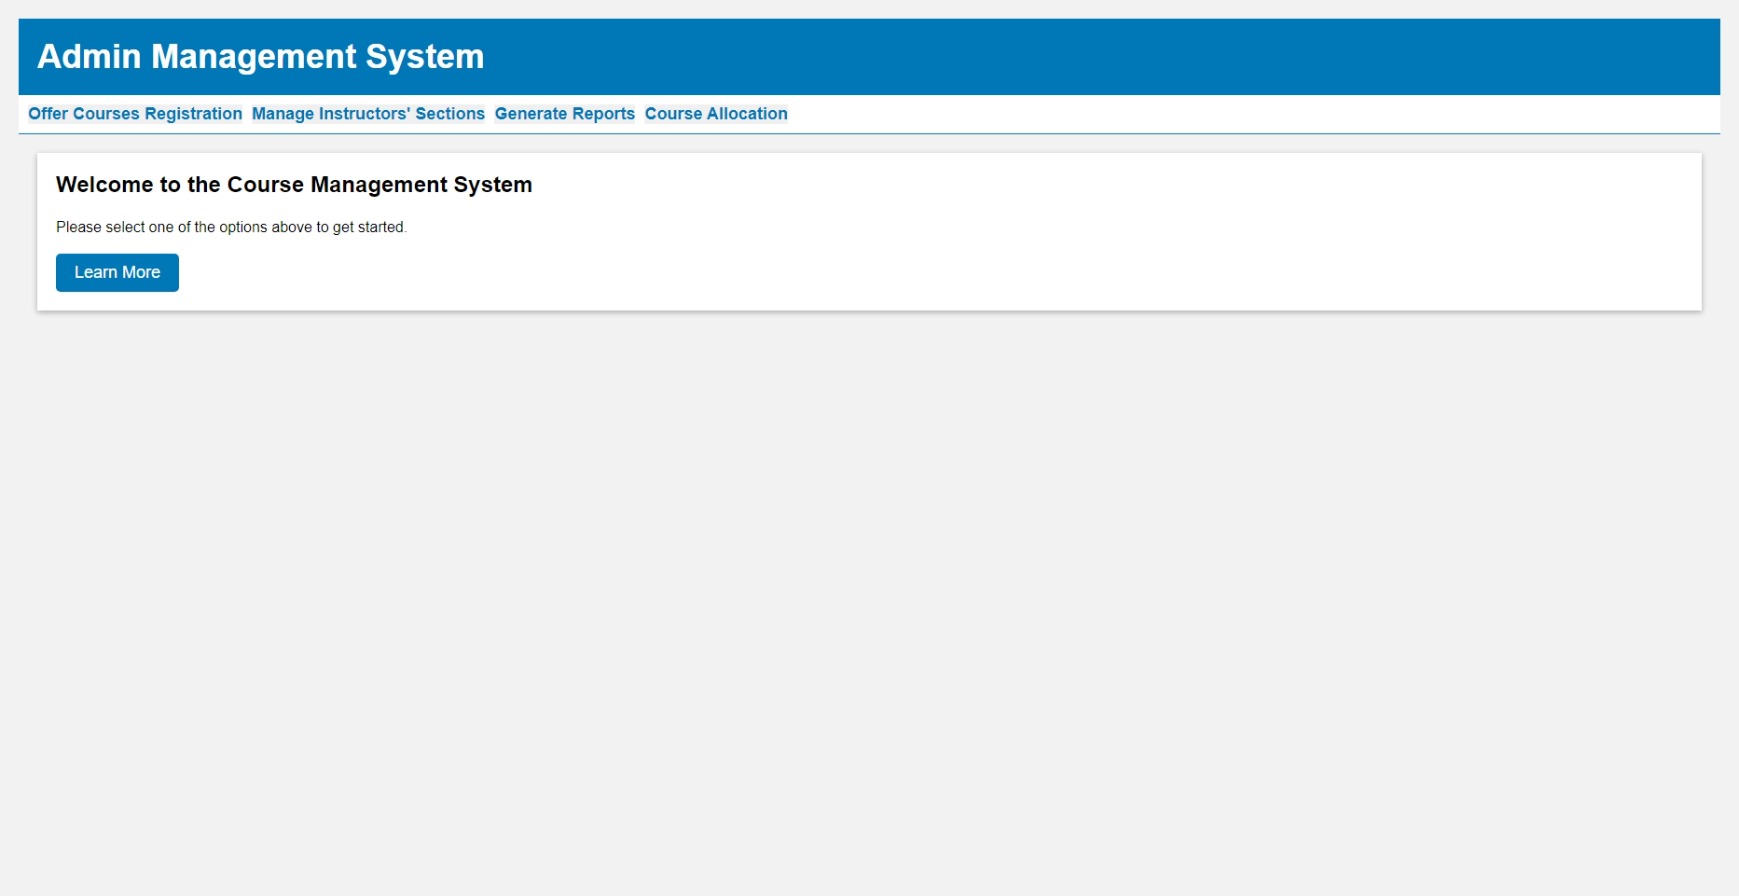 Admin Management System
Offer Courses Registration Manage Instructors' Sections Generate Reports Course Allocation
Welcome to the Course Management System
Please select one of the options above to get started.
Learn More